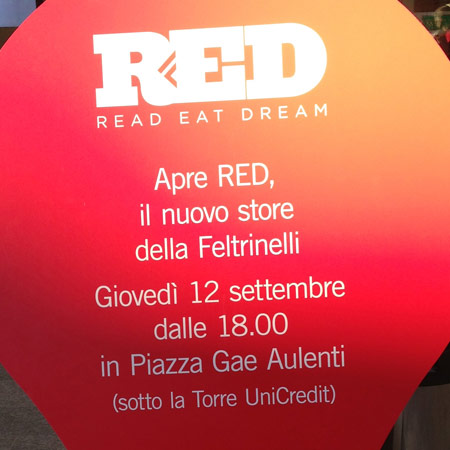 RED
READ EAT DREAM
Apre RED,
il nuovo store
della Feltrinelli
Giovedì 12 settembre
dalle 18.00
in Piazza Gae Aulenti
(sotto la Torre UniCredit)